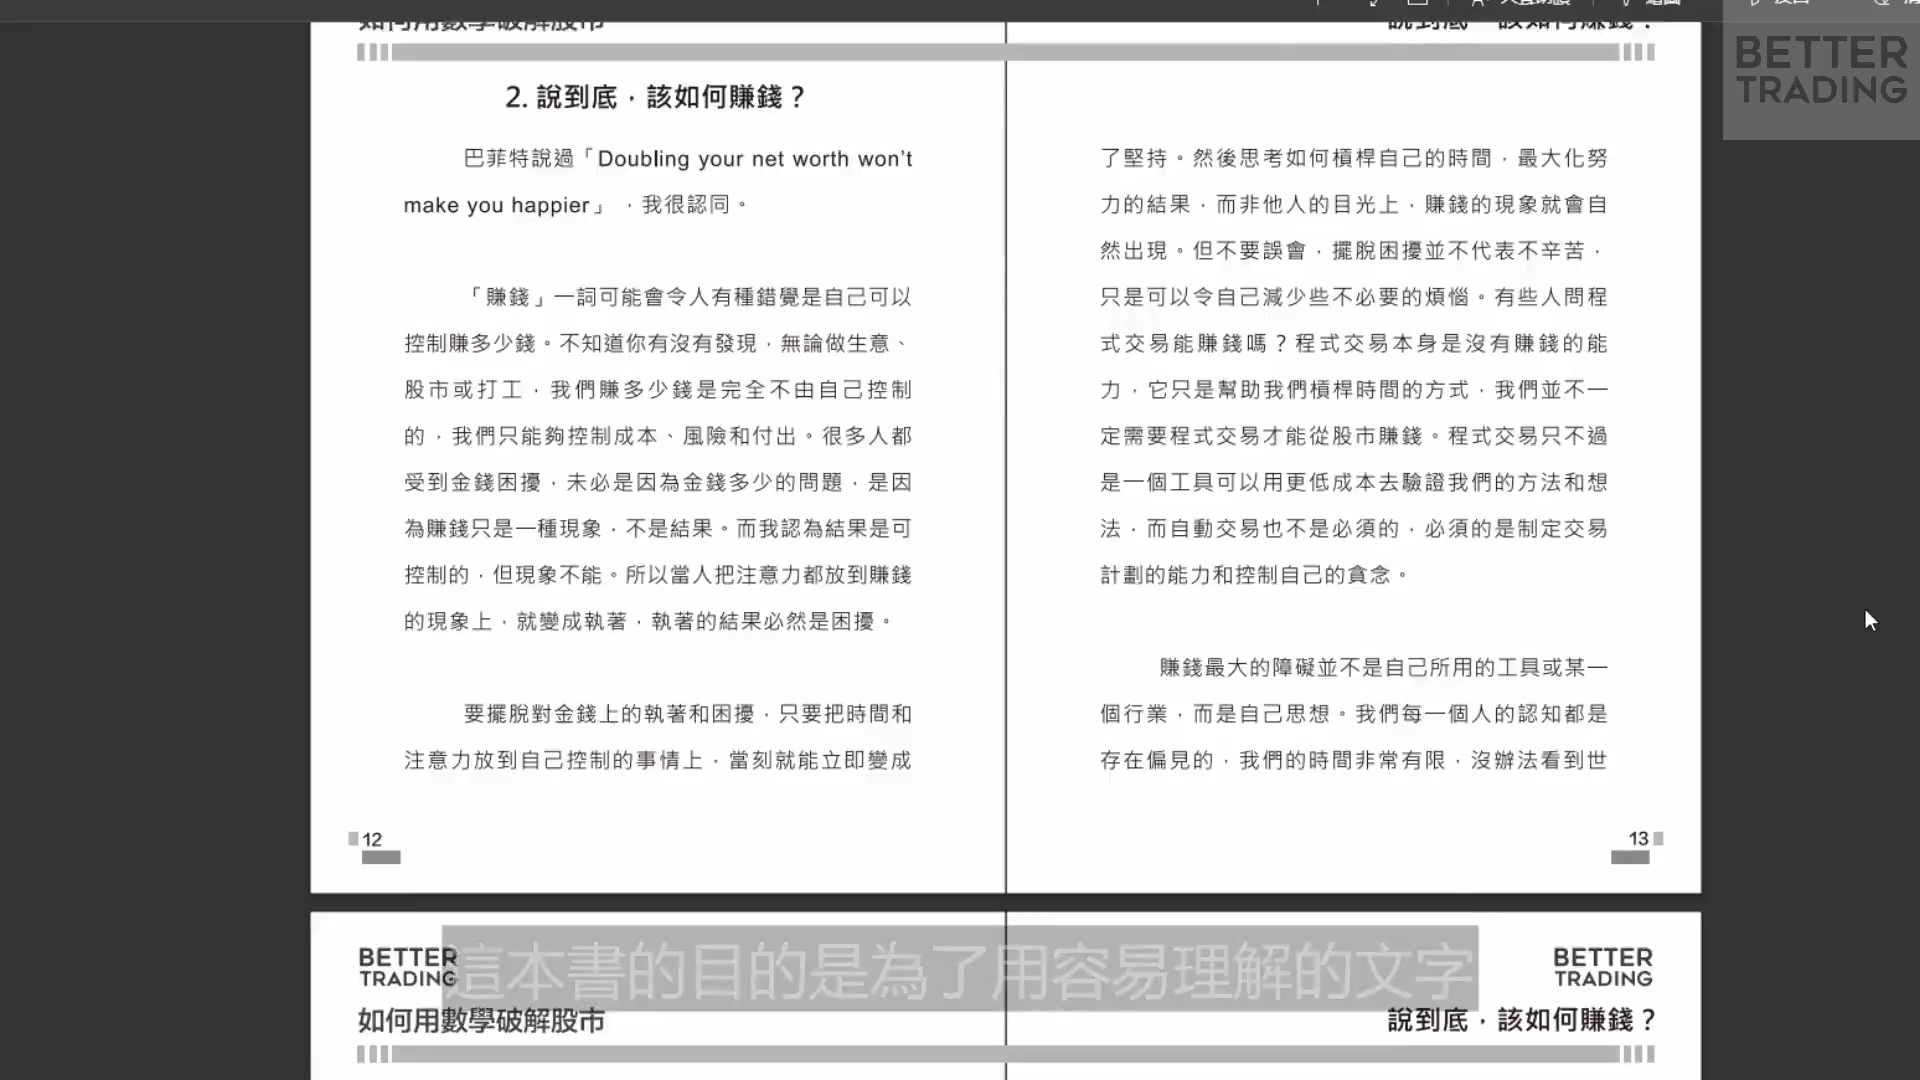 如何用數學破解股市
說到底，該如何賺錢？
BETTER
TRADING
2. 說到底，該如何賺錢？
巴菲特說過「Doubling your net worth won't
make you happier」 ，我很認同。
「賺錢」一詞可能會令人有種錯覺是自己可以
控制賺多少錢。不知道你有沒有發現，無論做生意、
股市或打工，我們賺多少錢是完全不由自己控制
的，我們只能夠控制成本、風險和付出。很多人都
受到金錢困擾，未必是因為金錢多少的問題，是因
為賺錢只是一種現象，不是結果。而我認為結果是可
控制的，但現象不能。所以當人把注意力都放到賺錢
的現象上，就變成執著，執著的結果必然是困擾。
要擺脫對金錢上的執著和困擾，只要把時間和
注意力放到自己控制的事情上，當刻就能立即變成
12
了堅持。然後思考如何槓桿自己的時間，最大化努
力的結果，而非他人的目光上，賺錢的現象就會自
然出現。但不要誤會，擺脫困擾並不代表不辛苦，
只是可以令自己減少些不必要的煩惱。有些人問程
式交易能賺錢嗎？程式交易本身是沒有賺錢的能
力，它只是幫助我們槓桿時間的方式，我們並不一
定需要程式交易才能從股市賺錢。程式交易只不過
是一個工具可以用更低成本去驗證我們的方法和想
法，而自動交易也不是必須的，必須的是制定交易
計劃的能力和控制自己的貪念。
賺錢最大的障礙並不是自己所用的工具或某一
個行業，而是自己思想。我們每一個人的認知都是
存在偏見的，我們的時間非常有限，沒辦法看到世
13
BETTER
TRADING
如何用數學破解股市
這本書的目的是為了用容易理解的文字
BETTER
TRADING
說到底，該如何賺錢？